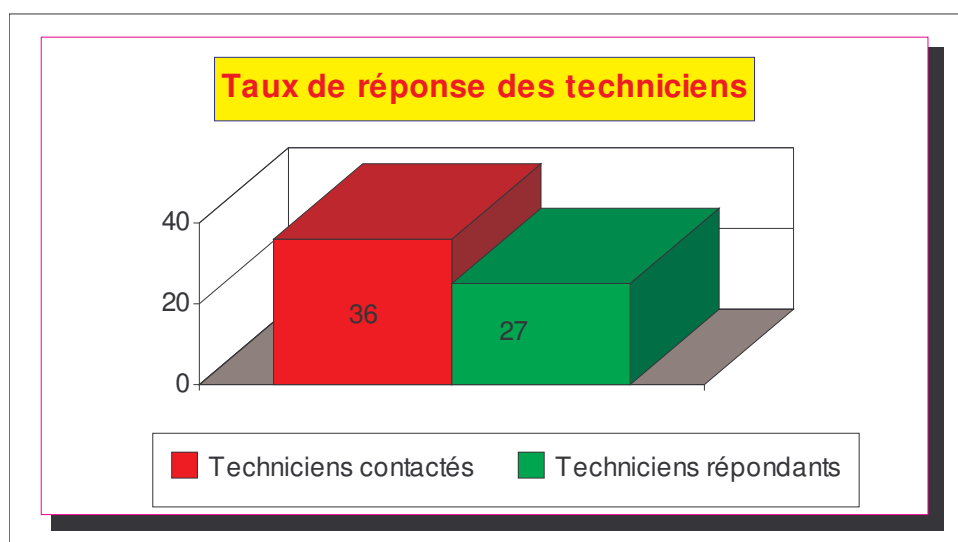 Taux de réponse des techniciens
40
20
0
36
27
Techniciens contactés
Techniciens répondants